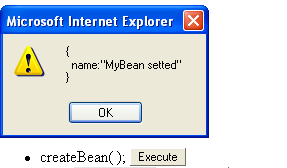 Microsoft Internet Explorer
{
name:"MyBean setted"
}
OK
createBean( ); Execute